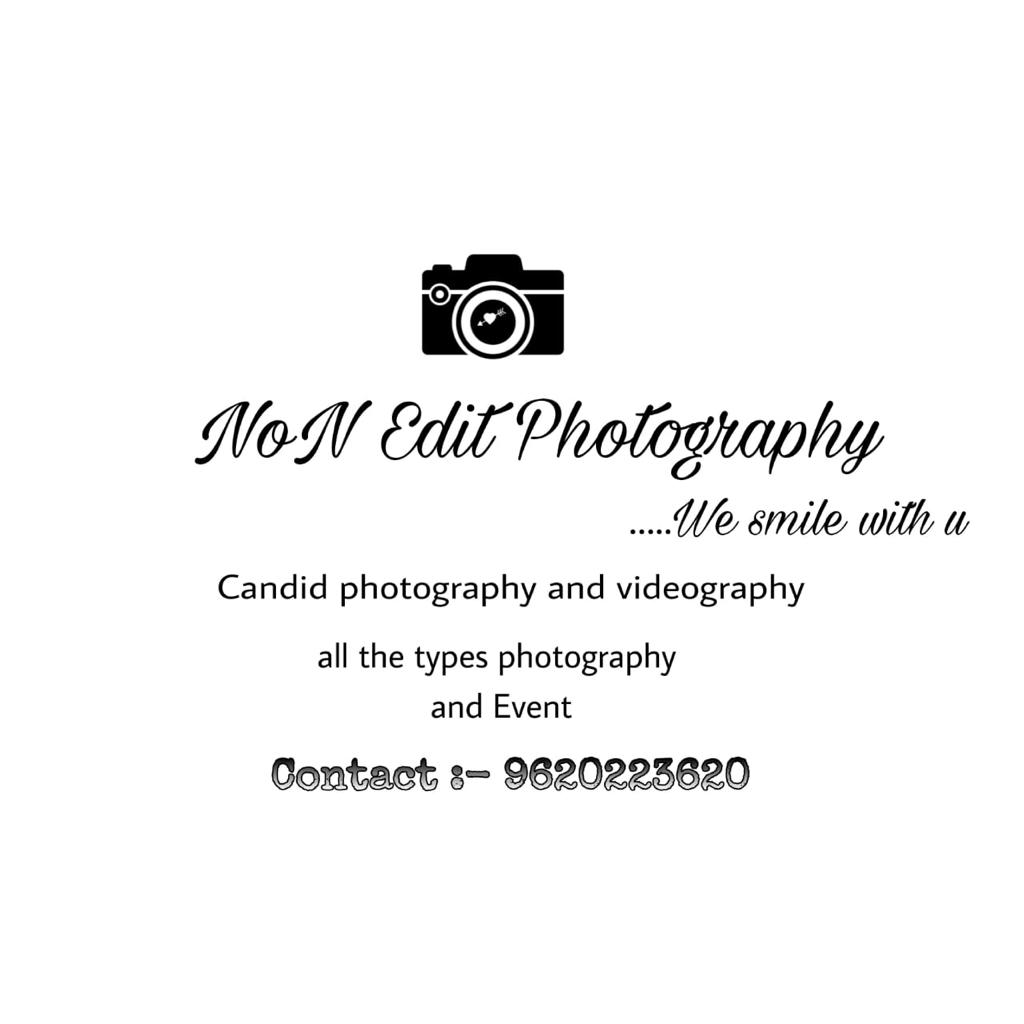 NoN Edit Photography
.....We smile with u
Candid photography and videography
all the types photography
and Event
Contact :- 9620223620